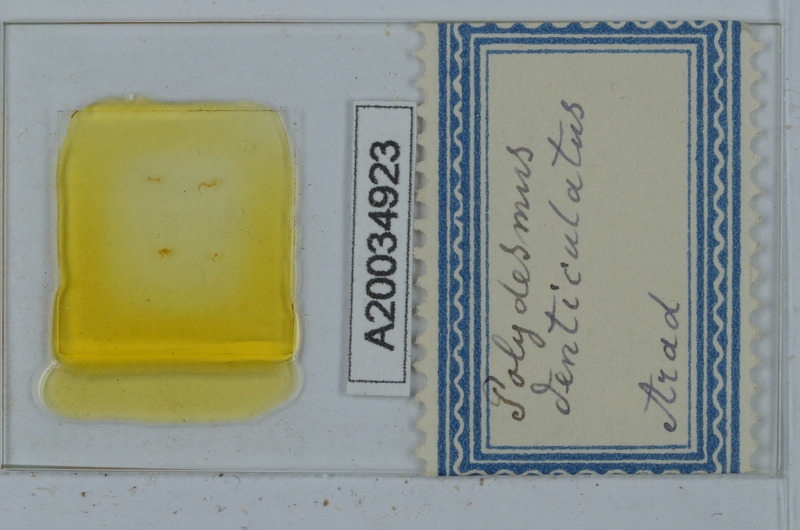 A20034923
Polydesmus
denticulatus
Arad